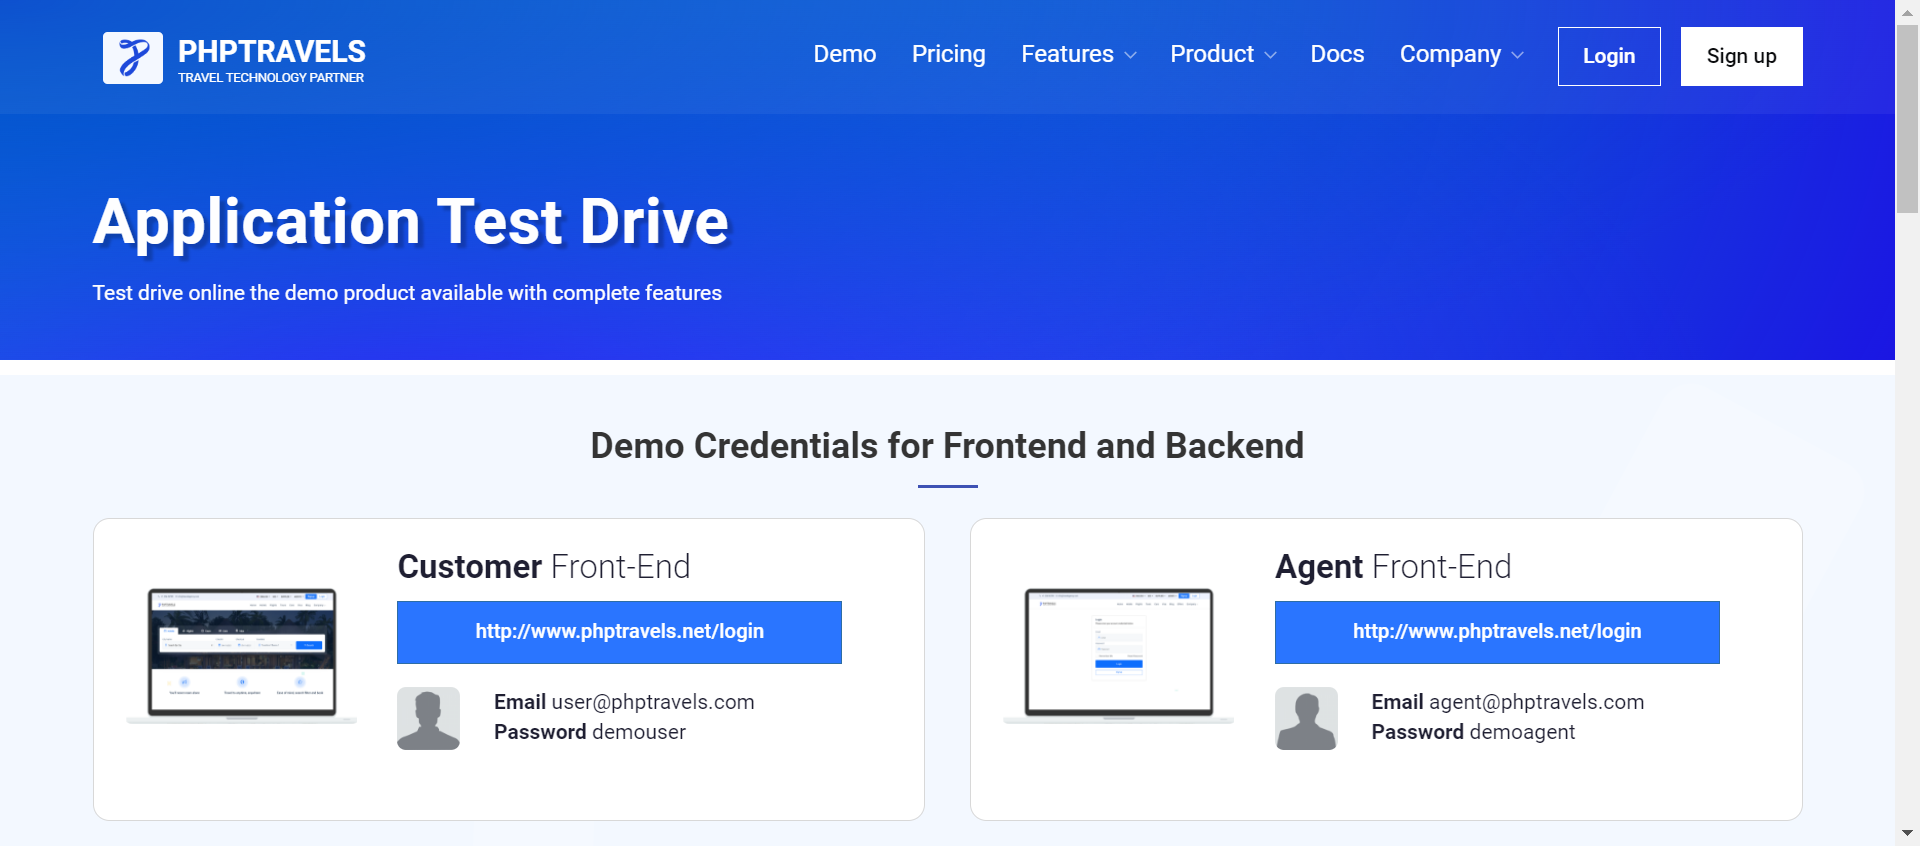 PHPTRAVELS
TRAVEL TECHNOLOGY PARTNER
Demo Pricing Features Product Docs Company Login Sign up
Application Test Drive
Test drive online the demo product available with complete features
Demo Credentials for Frontend and Backend
Customer Front-End
http://www.phptravels.net/login
Email user@phptravels.com
Password demouser
Agent Front-End
http://www.phptravels.net/login
Email agent@phptravels.com
Password demoagent